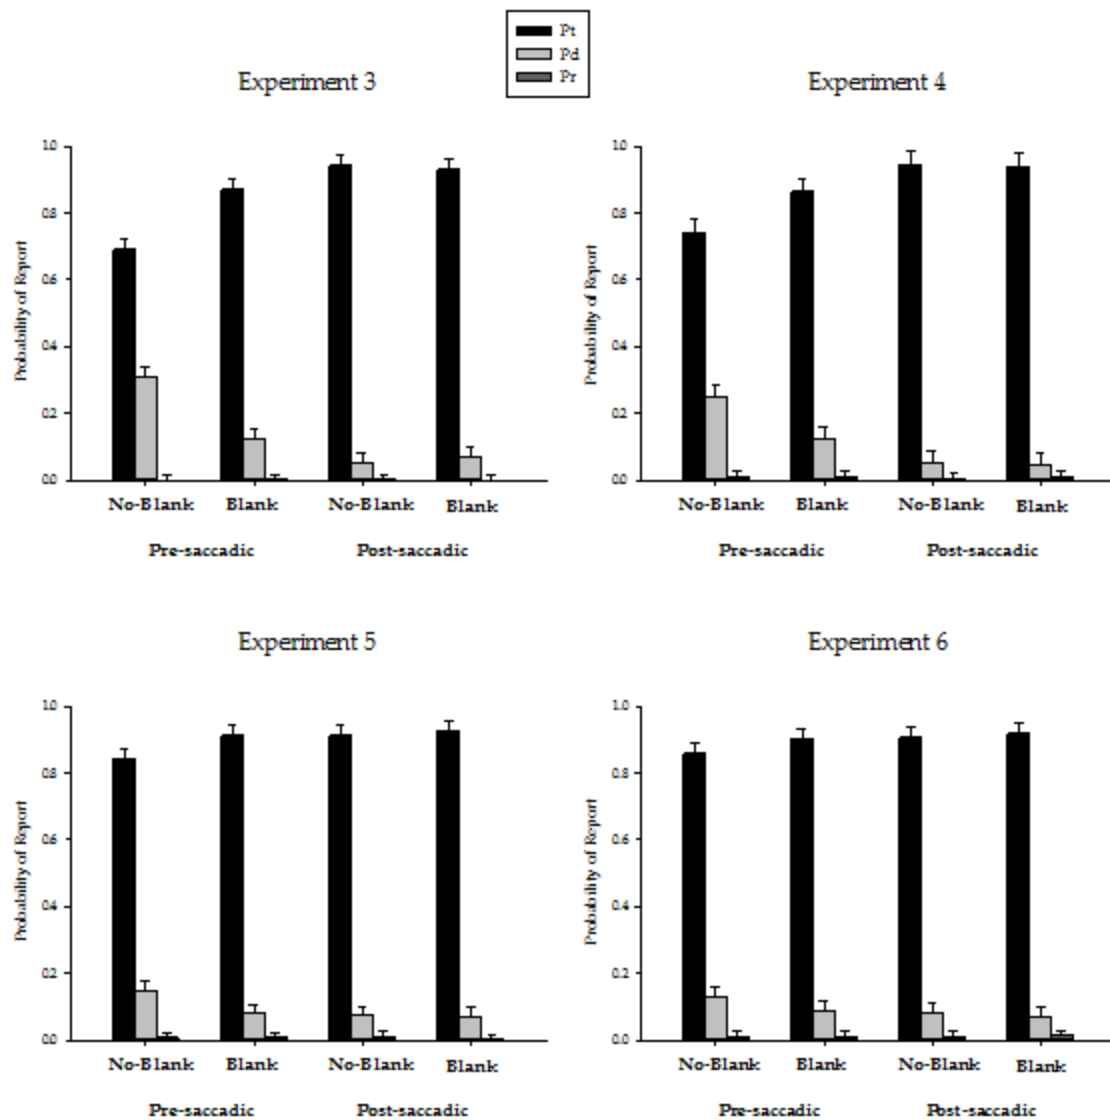 Pt
Pd
Pr
Experiment 3
Probability of Report
1.0
0.8
0.6
0.4
0.2
0.0
No-Blank Blank No-Blank Blank
Pre-saccadic Post-saccadic
Experiment 4
Probability of Report
1.0
0.8
0.6
0.4
0.2
0.0
No-Blank Blank No-Blank Blank
Pre-saccadic Post-saccadic
Experiment 5
Probability of Report
1.0
0.8
0.6
0.4
0.2
0.0
No-Blank Blank No-Blank Blank
Pre-saccadic Post-saccadic
Experiment 6
Probability of Report
1.0
0.8
0.6
0.4
0.2
0.0
No-Blank Blank No-Blank Blank
Pre-saccadic Post-saccadic